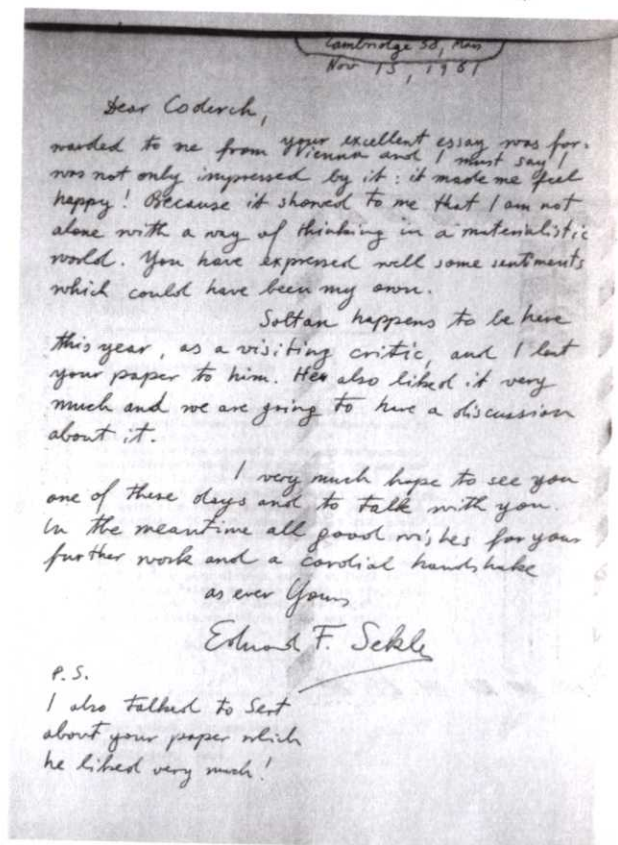 Cambridge 38, Mass
Nov 15, 1961
Dear Coderch,
your excellent essay was for-
warded to me from Vienna and I must say I
was not only impressed by it: it made me feel
happy! Because it showed to me that I am not
alone with a way of thinking in a materialistic
world. You have expressed well some sentiments
which could have been my own.
Soltan happens to be here
this year, as a visiting critic, and I lent
your paper to him. He also liked it very
much and we are going to have a discussion
about it.
I very much hope to see you
one of these days and to talk with you.
In the meantime all good wishes for your
further work and a cordial handshake
as ever Yours
Eduard F. Sekler
P.S.
I also talked to Sert
about your paper which
he liked very much!